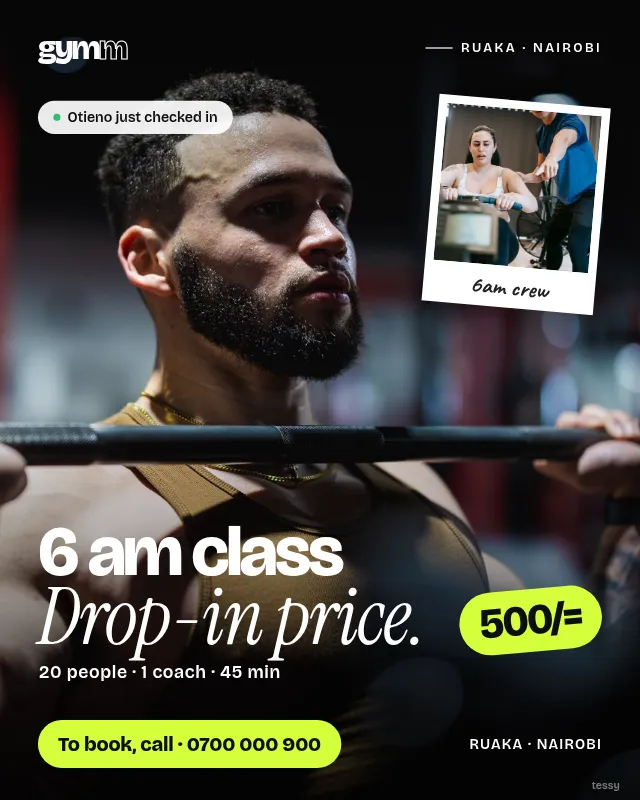 gymm
RUAKA · NAIROBI
Otieno just checked in
6am crew
6 am class
Drop-in price.
500/=
20 people · 1 coach · 45 min
To book, call · 0700 000 900
RUAKA · NAIROBI
tessy